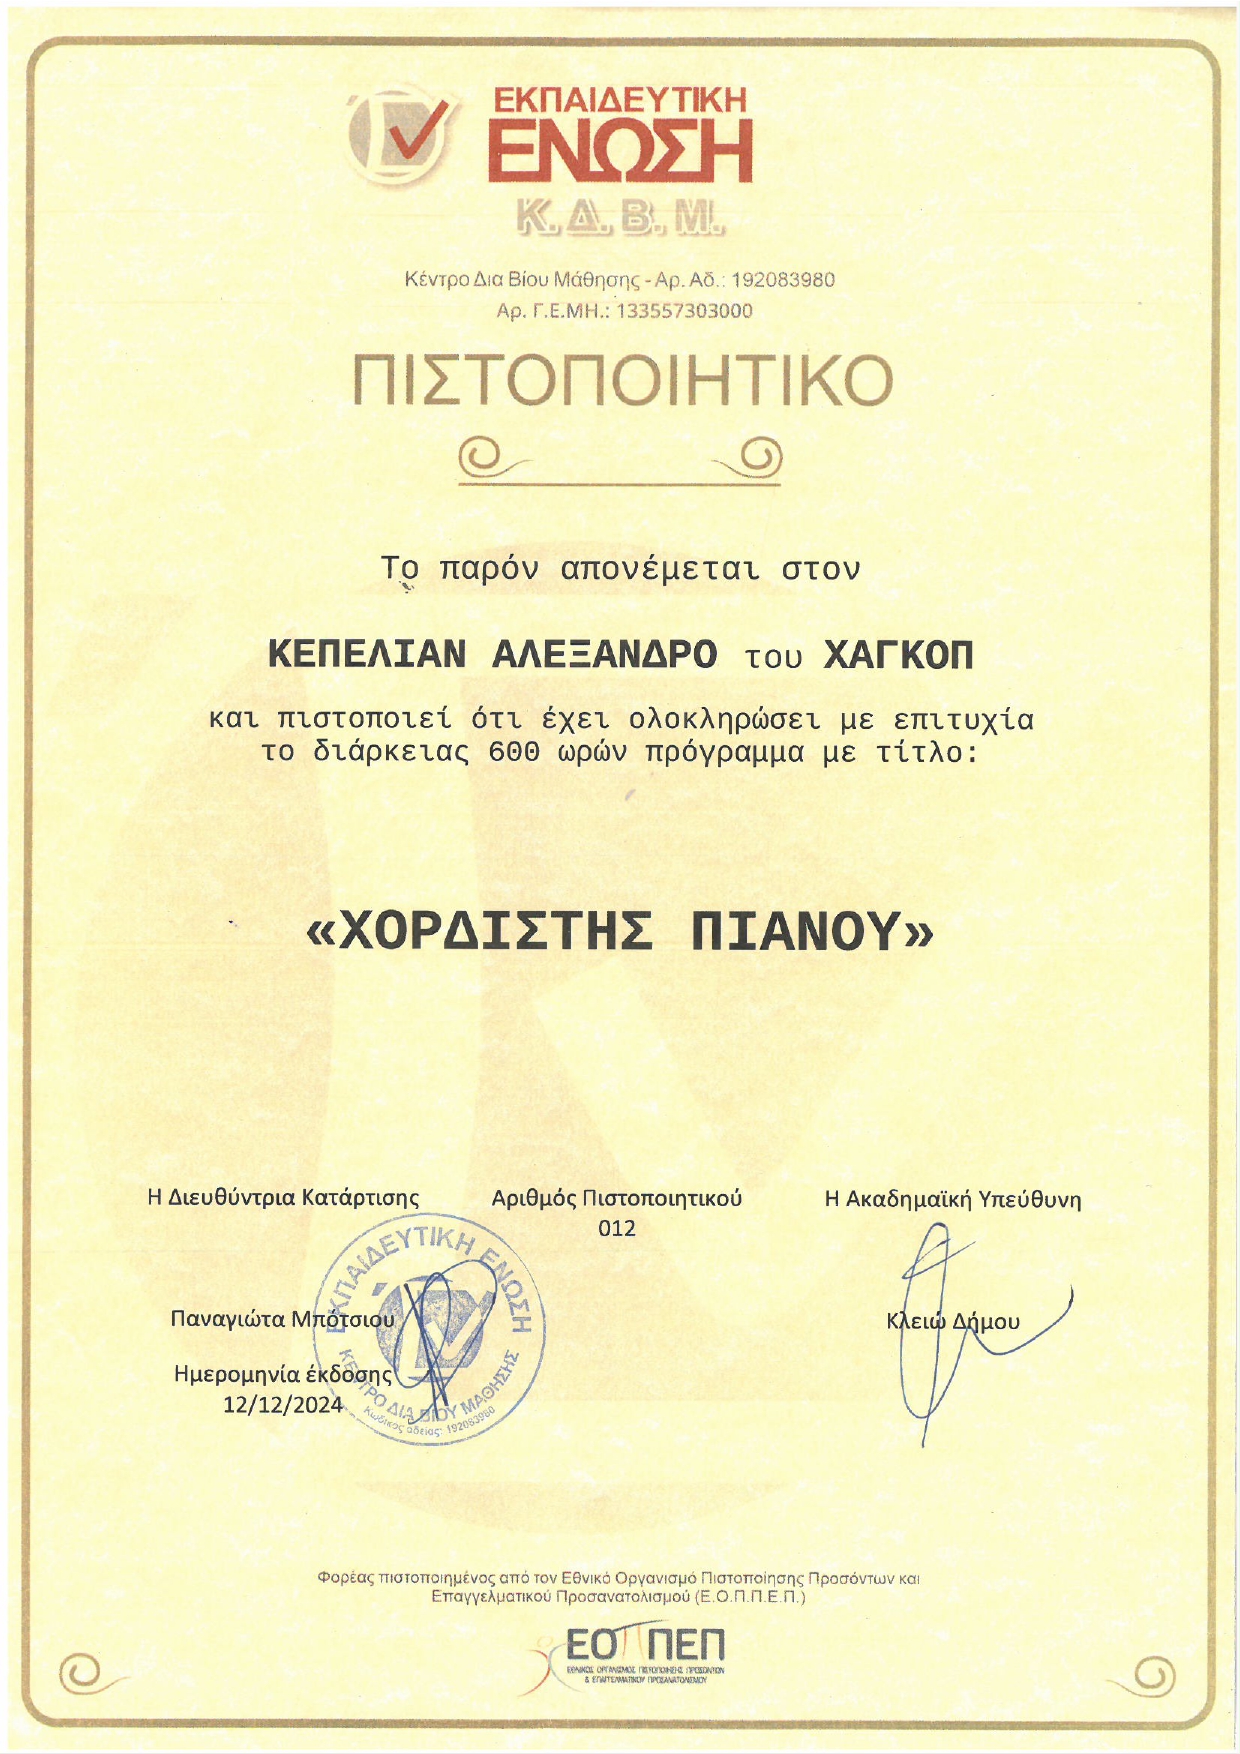 ΕΚΠΑΙΔΕΥΤΙΚΗ
ΕΝΩΣΗ
Κ.Δ.Β.Μ.
Κέντρο Δια Βίου Μάθησης - Αρ. Αδ.: 192083980
Αρ. Γ.Ε.ΜΗ.: 133557303000
ΠΙΣΤΟΠΟΙΗΤΙΚΟ
Το παρόν απονέμεται στον
ΚΕΠΕΛΙΑΝ ΑΛΕΞΑΝΔΡΟ του ΧΑΓΚΟΠ
και πιστοποιεί ότι έχει ολοκληρώσει με επιτυχία
το διάρκειας 600 ωρών πρόγραμμα με τίτλο:
«ΧΟΡΔΙΣΤΗΣ ΠΙΑΝΟΥ»
Η Διευθύντρια Κατάρτισης
Αριθμός Πιστοποιητικού
012
Η Ακαδημαϊκή Υπεύθυνη
ΕΚΠΑΙΔΕΥΤΙΚΗ ΕΝΩΣΗ
ΚΕΝΤΡΟ ΔΙΑ ΒΙΟΥ ΜΑΘΗΣΗΣ
Κωδικός αδείας: 192083980
Παναγιώτα Μπότσιου
Κλειώ Δήμου
Ημερομηνία έκδοσης
12/12/2024
Φορέας πιστοποιημένος από τον Εθνικό Οργανισμό Πιστοποίησης Προσόντων και
Επαγγελματικού Προσανατολισμού (Ε.Ο.Π.Π.Ε.Π.)
ΕΟΠΠΕΠ
ΕΘΝΙΚΟΣ ΟΡΓΑΝΙΣΜΟΣ ΠΙΣΤΟΠΟΙΗΣΗΣ ΠΡΟΣΟΝΤΩΝ
& ΕΠΑΓΓΕΛΜΑΤΙΚΟΥ ΠΡΟΣΑΝΑΤΟΛΙΣΜΟΥ